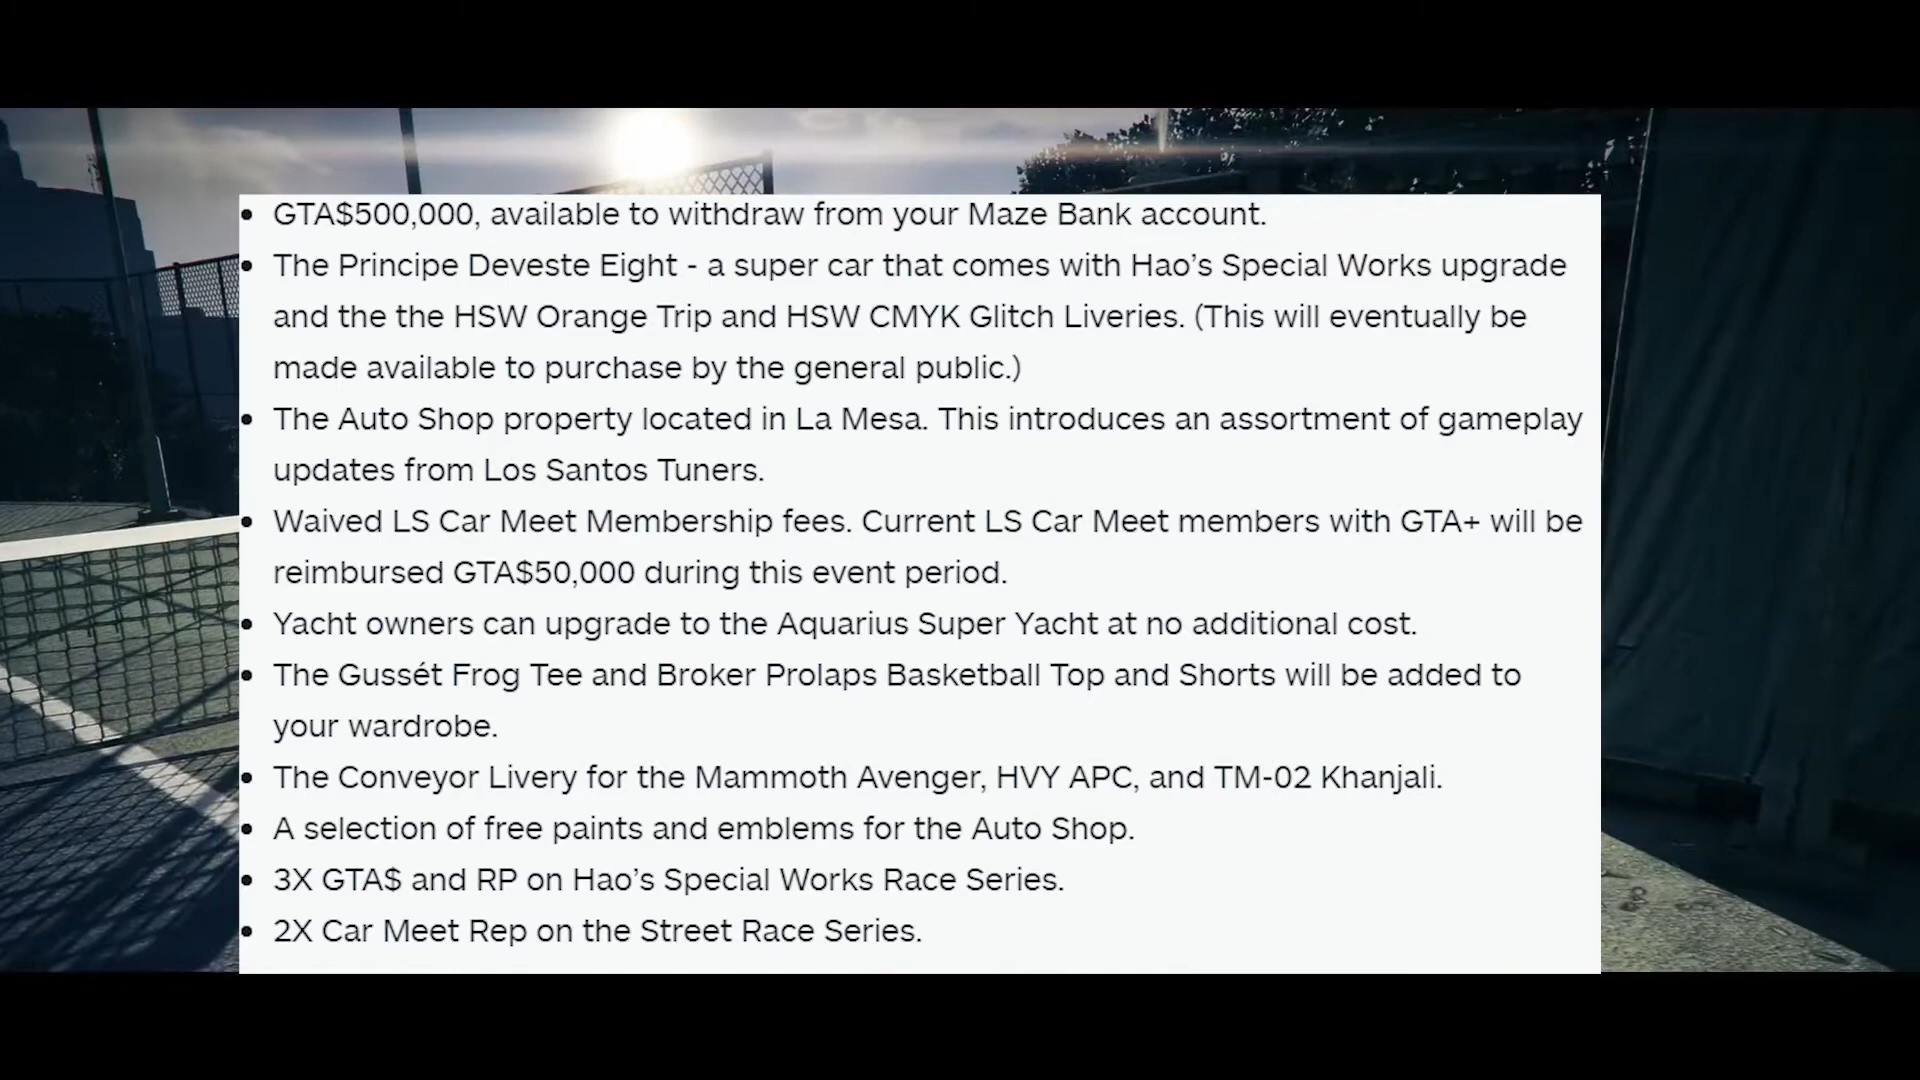 • GTA$500,000, available to withdraw from your Maze Bank account.
• The Principe Deveste Eight - a super car that comes with Hao’s Special Works upgrade
and the the HSW Orange Trip and HSW CMYK Glitch Liveries. (This will eventually be
made available to purchase by the general public.)
• The Auto Shop property located in La Mesa. This introduces an assortment of gameplay
updates from Los Santos Tuners.
• Waived LS Car Meet Membership fees. Current LS Car Meet members with GTA+ will be
reimbursed GTA$50,000 during this event period.
• Yacht owners can upgrade to the Aquarius Super Yacht at no additional cost.
• The Gussét Frog Tee and Broker Prolaps Basketball Top and Shorts will be added to
your wardrobe.
• The Conveyor Livery for the Mammoth Avenger, HVY APC, and TM-02 Khanjali.
• A selection of free paints and emblems for the Auto Shop.
• 3X GTA$ and RP on Hao’s Special Works Race Series.
• 2X Car Meet Rep on the Street Race Series.